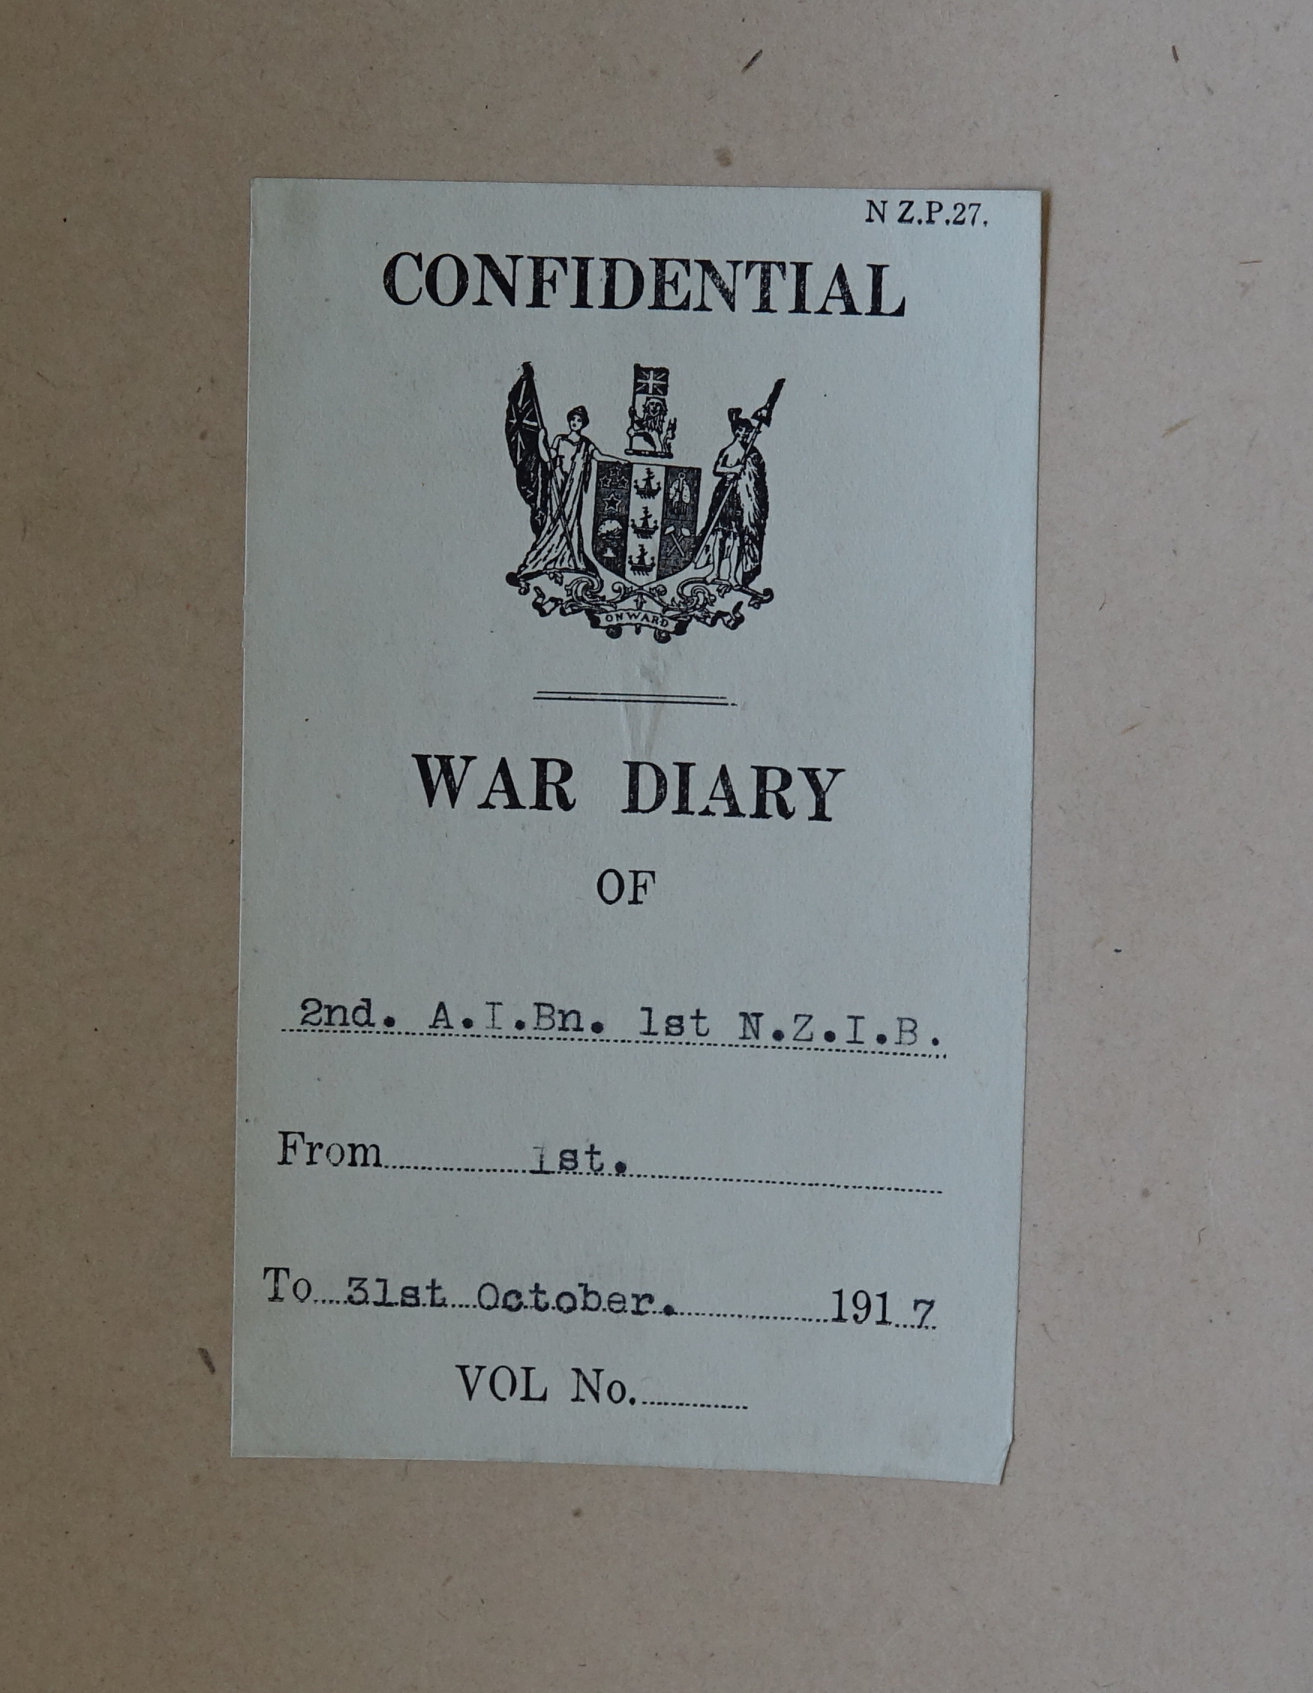 N Z.P.27.
CONFIDENTIAL
ONWARD
WAR DIARY
OF
2nd. A.I.Bn. 1st N.Z.I.B.
From 1st.
To 31st October. 1917
VOL No.